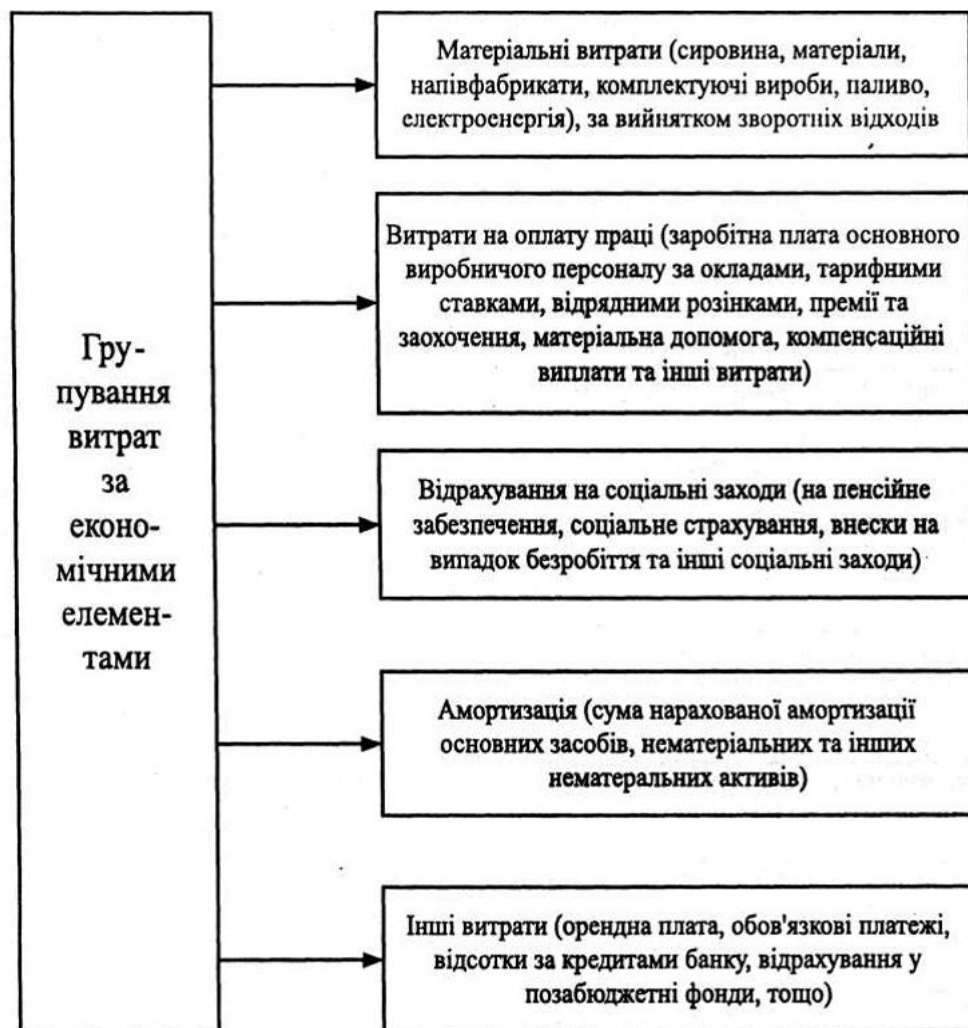 Гру-
пування
витрат
за
еконо-
мічними
елемен-
тами
Матеріальні витрати (сировина, матеріали,
напівфабрикати, комплектуючі вироби, паливо,
електроенергія), за вийнятком зворотніх відходів
Витрати на оплату праці (заробітна плата основного
виробничого персоналу за окладами, тарифними
ставками, відрядними розінками, премії та
заохочення, матеріальна допомога, компенсаційні
виплати та інші витрати)
Відрахування на соціальні заходи (на пенсійне
забезпечення, соціальне страхування, внески на
випадок безробіття та інші соціальні заходи)
Амортизація (сума нарахованої амортизації
основних засобів, нематеріальних та інших
нематеральних активів)
Інші витрати (орендна плата, обов'язкові платежі,
відсотки за кредитами банку, відрахування у
позабюджетні фонди, тощо)